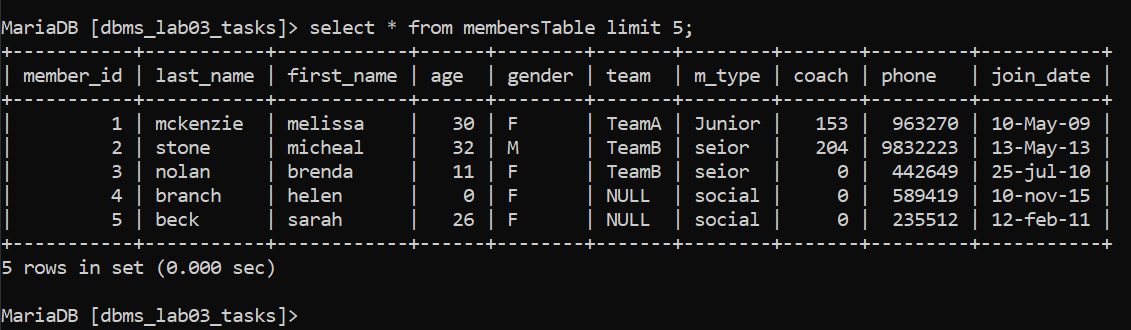 MariaDB [dbms_lab03_tasks]> select * from membersTable limit 5;
+-----------+-----------+------------+------+--------+-------+--------+-------+---------+-----------+
| member_id | last_name | first_name | age  | gender | team  | m_type | coach | phone   | join_date |
+-----------+-----------+------------+------+--------+-------+--------+-------+---------+-----------+
|         1 | mckenzie  | melissa    |   30 | F      | TeamA | Junior |   153 |  963270 | 10-May-09 |
|         2 | stone     | micheal    |   32 | M      | TeamB | seior  |   204 | 9832223 | 13-May-13 |
|         3 | nolan     | brenda     |   11 | F      | TeamB | seior  |     0 |  442649 | 25-jul-10 |
|         4 | branch    | helen      |    0 | F      | NULL  | social |     0 |  589419 | 10-nov-15 |
|         5 | beck      | sarah      |   26 | F      | NULL  | social |     0 |  235512 | 12-feb-11 |
+-----------+-----------+------------+------+--------+-------+--------+-------+---------+-----------+
5 rows in set (0.000 sec)
MariaDB [dbms_lab03_tasks]>